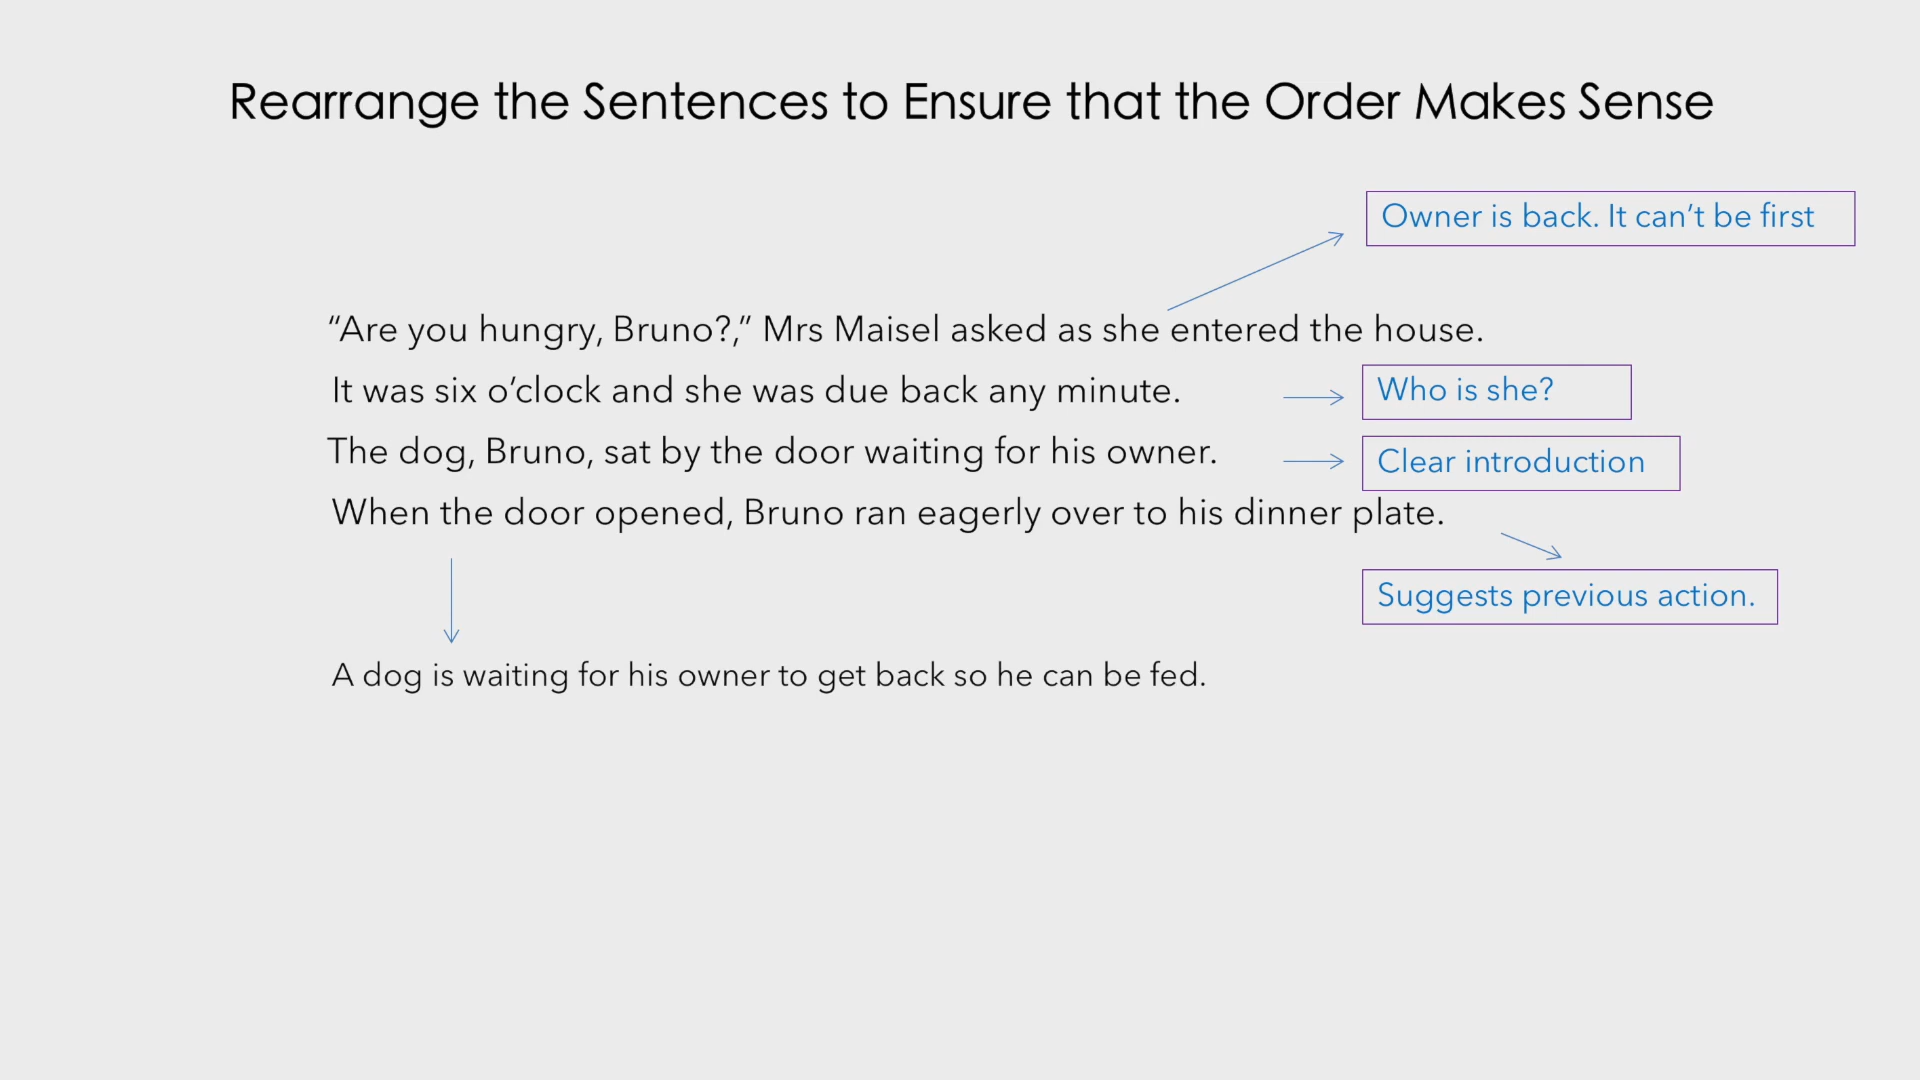 Rearrange the Sentences to Ensure that the Order Makes Sense
Owner is back. It can’t be first
“Are you hungry, Bruno?,” Mrs Maisel asked as she entered the house.
It was six o’clock and she was due back any minute.
Who is she?
The dog, Bruno, sat by the door waiting for his owner.
Clear introduction
When the door opened, Bruno ran eagerly over to his dinner plate.
Suggests previous action.
A dog is waiting for his owner to get back so he can be fed.